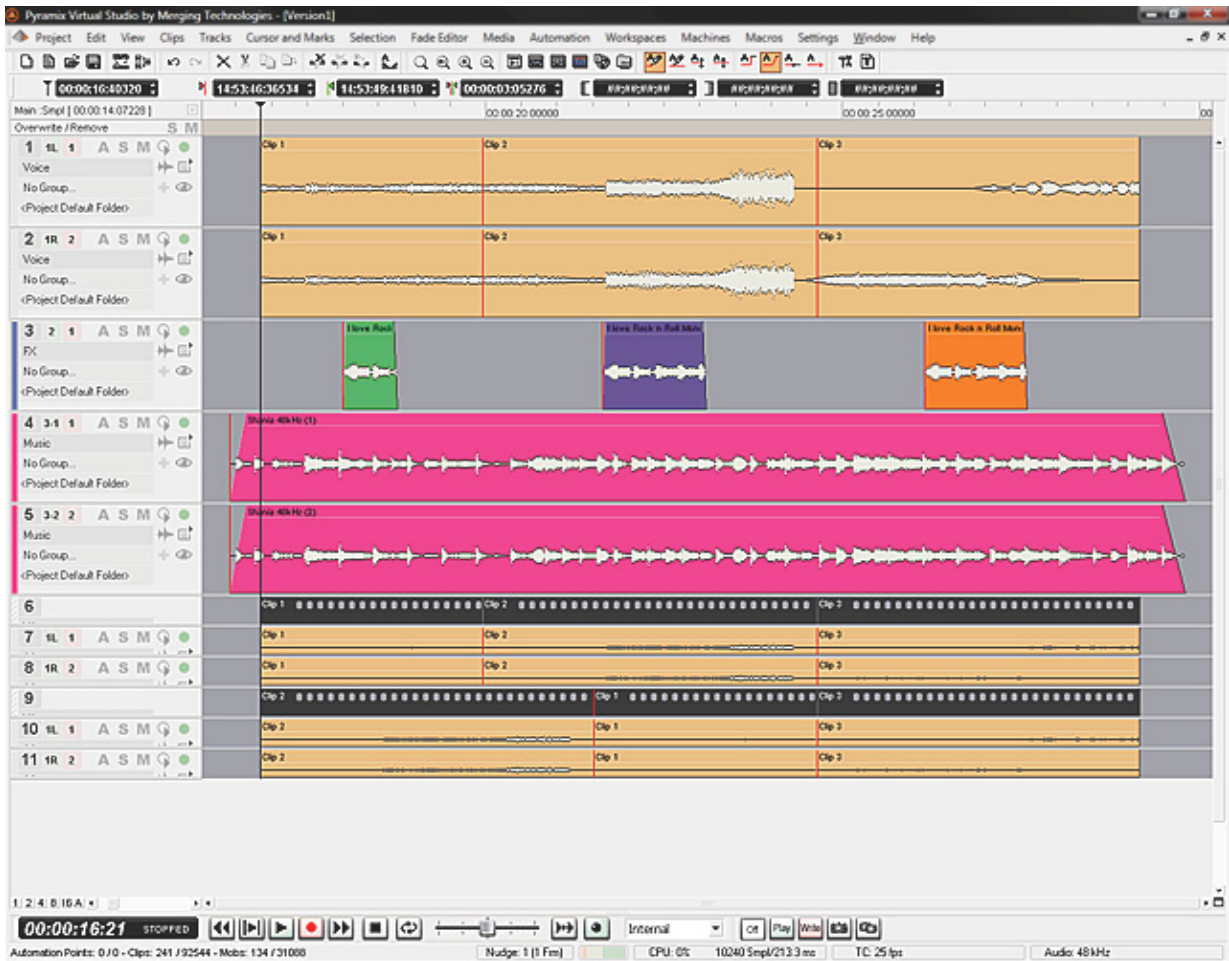 Pyramix Virtual Studio by Merging Technologies - [Version1]
Project Edit View Clips Tracks Cursor and Marks Selection Fade Editor Media Automation Workspaces Machines Macros Settings Window Help
00:00:16:40320 14:53:46:36534 14:53:49:41810 00:00:03:05276
Main :Smpl [ 00:00:14:07228 ] 00:00:20:00000 00:00:25:00000
Overwrite / Remove S M
1 1L 1 A S M Clip 1 Clip 2 Clip 3
Voice
No Group...
<Project Default Folder>
2 1R 2 A S M Clip 1 Clip 2 Clip 3
Voice
No Group...
<Project Default Folder>
3 2 1 A S M I love Rock I love Rock n Roll Mono I love Rock n Roll Mono
FX
No Group...
<Project Default Folder>
4 3-1 1 A S M Shania 48kHz (1)
Music
No Group...
<Project Default Folder>
5 3-2 2 A S M Shania 48kHz (2)
Music
No Group...
<Project Default Folder>
6 Clip 1 Clip 2 Clip 3
7 1L 1 A S M Clip 1 Clip 2 Clip 3
8 1R 2 A S M Clip 1 Clip 2 Clip 3
9 Clip 2 Clip 1 Clip 3
10 1L 1 A S M Clip 2 Clip 1 Clip 3
11 1R 2 A S M Clip 2 Clip 1 Clip 3
1 2 4 8 16 A
00:00:16:21 STOPPED Internal Off Play Write
Automation Points: 0 / 0 - Clips: 241 / 92544 - Mobs: 134 / 31088 Nudge: 1 [1 Frm] CPU: 0% 10240 Smpl/213.3 ms TC: 25 fps Audio: 48 kHz